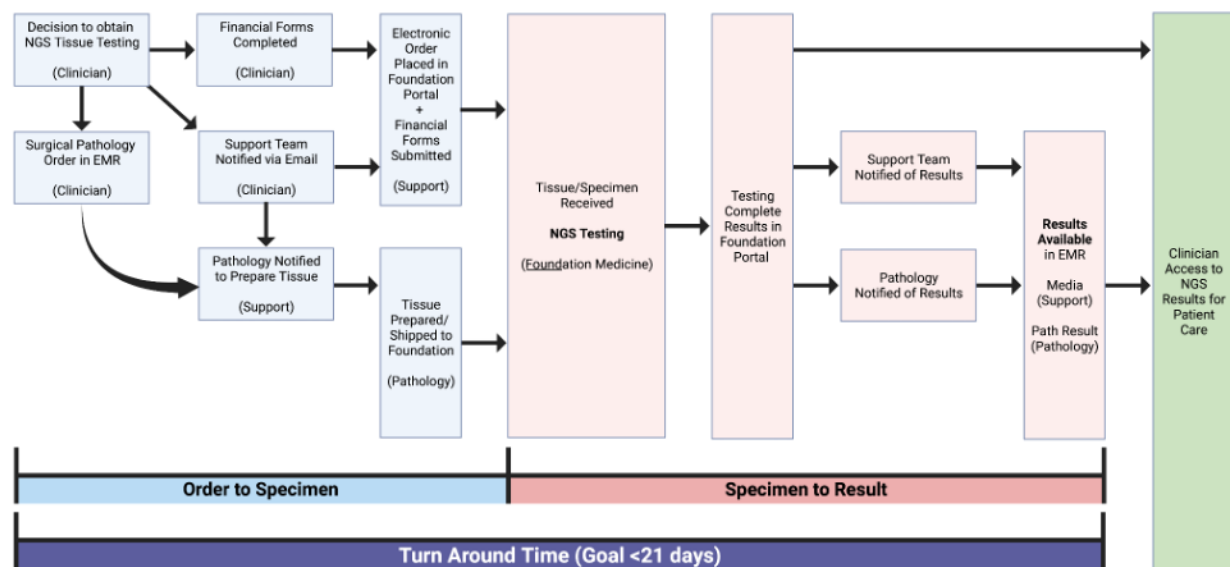 Decision to obtain
NGS Tissue Testing
(Clinician)
Financial Forms
Completed
(Clinician)
Electronic
Order
Placed in
Foundation
Portal
+
Financial
Forms
Submitted
(Support)
Surgical Pathology
Order in EMR
(Clinician)
Support Team
Notified via Email
(Clinician)
Pathology Notified
to Prepare Tissue
(Support)
Tissue
Prepared/
Shipped to
Foundation
(Pathology)
Tissue/Specimen
Received
NGS Testing
(Foundation Medicine)
Testing
Complete
Results in
Foundation
Portal
Support Team
Notified of Results
Pathology
Notified of Results
Results
Available
in EMR
Media
(Support)
Path Result
(Pathology)
Clinician
Access to
NGS
Results for
Patient
Care
Order to Specimen
Specimen to Result
Turn Around Time (Goal <21 days)